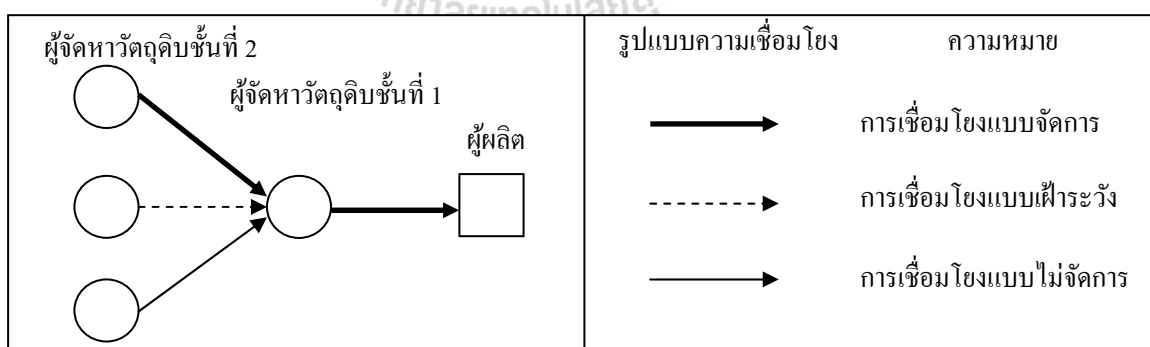 ผู้จัดหาวัตถุดิบชั้นที่ 2
ผู้จัดหาวัตถุดิบชั้นที่ 1
ผู้ผลิต
รูปแบบความเชื่อมโยง ความหมาย
การเชื่อมโยงแบบจัดการ
การเชื่อมโยงแบบเฝ้าระวัง
การเชื่อมโยงแบบไม่จัดการ